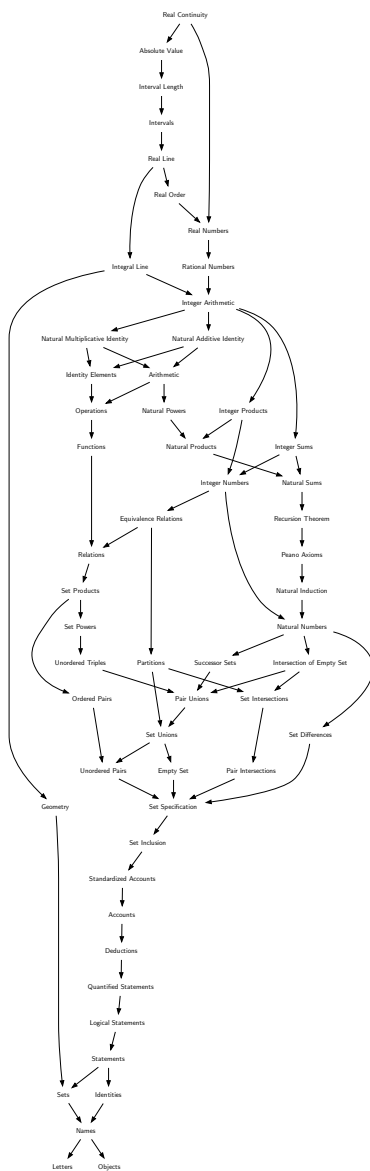 Real Continuity
Absolute Value
Interval Length
Intervals
Real Line
Real Order
Real Numbers
Integral Line
Rational Numbers
Integer Arithmetic
Natural Multiplicative Identity
Natural Additive Identity
Identity Elements
Arithmetic
Operations
Natural Powers
Integer Products
Functions
Natural Products
Integer Sums
Integer Numbers
Natural Sums
Equivalence Relations
Recursion Theorem
Relations
Peano Axioms
Set Products
Natural Induction
Set Powers
Natural Numbers
Unordered Triples
Partitions
Successor Sets
Intersection of Empty Set
Ordered Pairs
Pair Unions
Set Intersections
Set Unions
Set Differences
Unordered Pairs
Empty Set
Pair Intersections
Geometry
Set Specification
Set Inclusion
Standardized Accounts
Accounts
Deductions
Quantified Statements
Logical Statements
Statements
Sets
Identities
Names
Letters
Objects